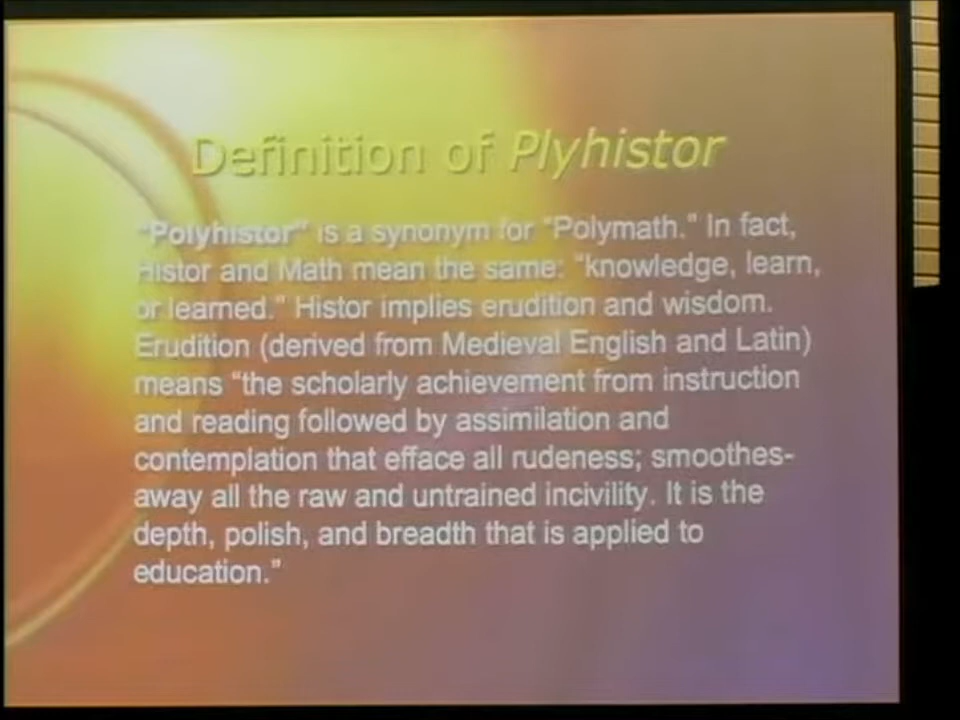 Definition of Plyhistor
"Polyhistor" is a synonym for "Polymath." In fact,
Histor and Math mean the same: "knowledge, learn,
or learned." Histor implies erudition and wisdom.
Erudition (derived from Medieval English and Latin)
means "the scholarly achievement from instruction
and reading followed by assimilation and
contemplation that efface all rudeness; smoothes-
away all the raw and untrained incivility. It is the
depth, polish, and breadth that is applied to
education."